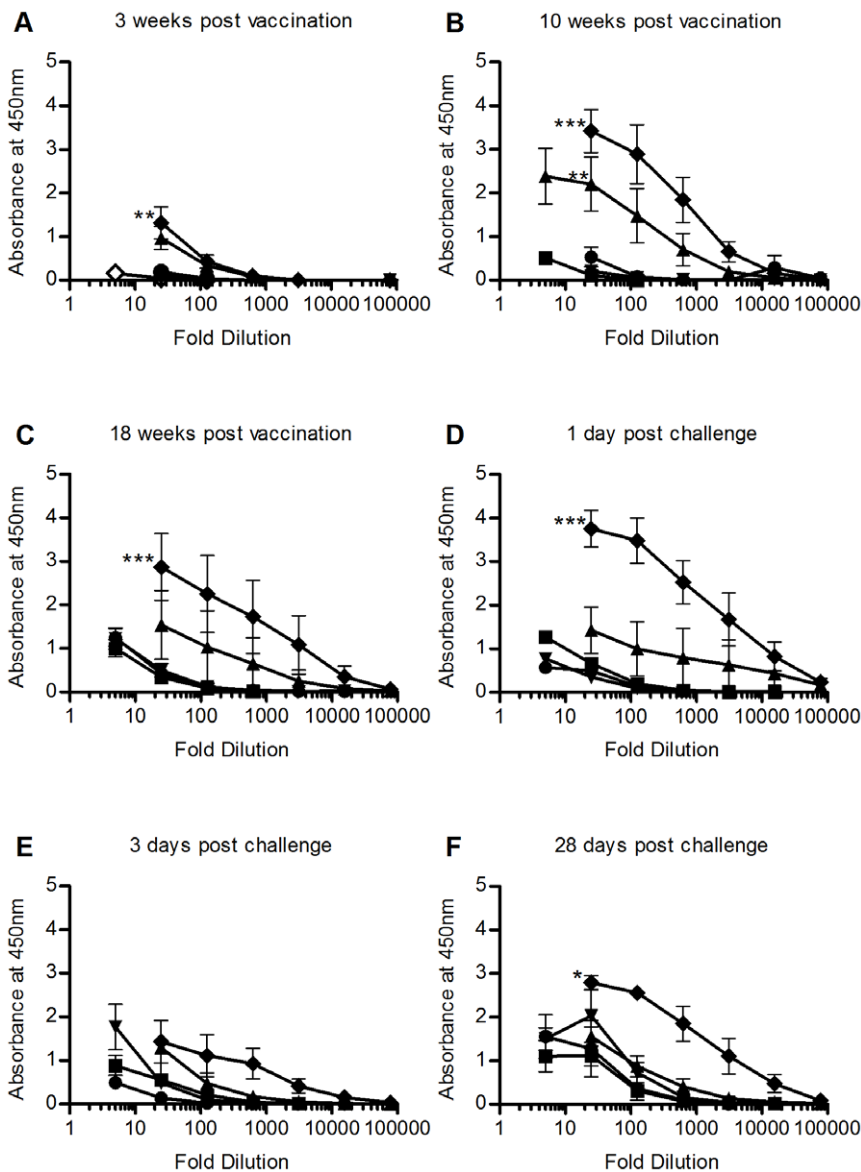 A 3 weeks post vaccination
5
4
3
2
1
0
**
Absorbance at 450nm
1 10 100 1000 10000 100000
Fold Dilution
B 10 weeks post vaccination
5
4
3
2
1
0
***
**
Absorbance at 450nm
1 10 100 1000 10000 100000
Fold Dilution
C 18 weeks post vaccination
5
4
3
2
1
0
***
Absorbance at 450nm
1 10 100 1000 10000 100000
Fold Dilution
D 1 day post challenge
5
4
3
2
1
0
***
Absorbance at 450nm
1 10 100 1000 10000 100000
Fold Dilution
E 3 days post challenge
5
4
3
2
1
0
Absorbance at 450nm
1 10 100 1000 10000 100000
Fold Dilution
F 28 days post challenge
5
4
3
2
1
0
*
Absorbance at 450nm
1 10 100 1000 10000 100000
Fold Dilution